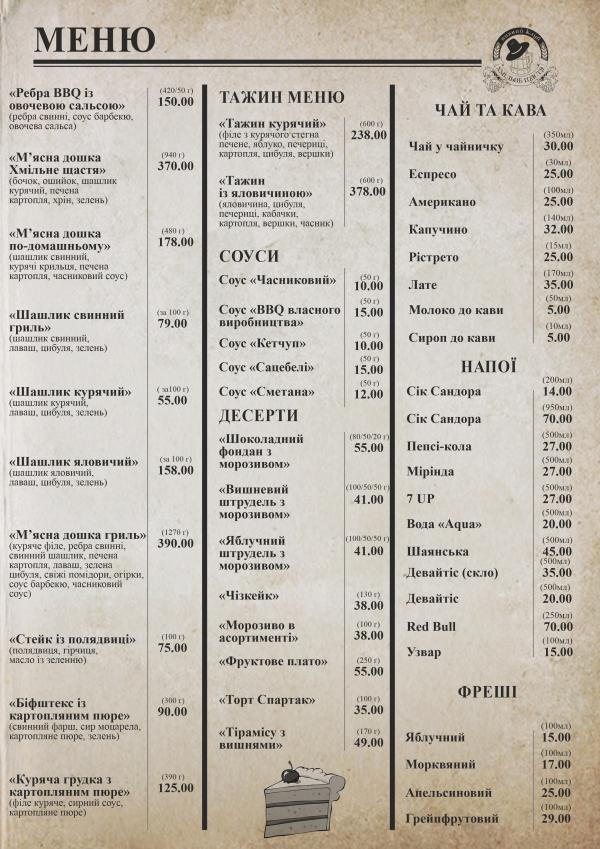 МЕНЮ
«Ребра BBQ із (420/50 г)
овочевою сальсою» 150.00
(ребра свинні, соус барбекю,
овочева сальса)
«М'ясна дошка (940 г)
Хмільне щастя» 370.00
(бочок, ошийок, шашлик
курячий, печена
картопля, хрін, зелень)
«М'ясна дошка (480 г)
по-домашньому» 178.00
(шашлик свинний,
курячі крильця, печена
картопля, часниковий соус)
«Шашлик свинний (за 100 г)
гриль» 79.00
(шашлик свинний,
лаваш, цибуля, зелень)
«Шашлик курячий» ( за100 г)
(шашлик курячий, 55.00
лаваш, цибуля, зелень)
«Шашлик яловичий» (за 100 г)
(шашлик яловичий, 158.00
лаваш, цибуля, зелень)
«М'ясна дошка гриль» (1270 г)
(куряче філе, ребра свинні, 390.00
свинний шашлик, печена
картопля, лаваш, зелена
цибуля, свіжі помідори, огірки,
соус барбекю, часниковий
соус)
«Стейк із полядвиці» (100 г)
(полядвиця, гірчиця, 75.00
масло із зеленню)
«Біфштекс із (300 г)
картопляним пюре» 90.00
(свинний фарш, сир моцарела,
картопляне пюре, зелень)
«Куряча грудка з (390 г)
картопляним пюре» 125.00
(філе куряче, сирний соус,
картопляне пюре)
ТАЖИН МЕНЮ
«Тажин курячий» (600 г)
(філе з курячого стегна 238.00
печене, яблуко, печериці,
картопля, цибуля, вершки)
«Тажин (600 г)
із яловичиною» 378.00
(яловичина, цибуля,
печериці, кабачки,
картопля, вершки, часник)
СОУСИ
Соус «Часниковий» (50 г)
10.00
Соус «BBQ власного (50 г)
виробництва» 15.00
Соус «Кетчуп» (50 г)
10.00
Соус «Сацебелі» (50 г)
15.00
Соус «Сметана» (50 г)
12.00
ДЕСЕРТИ
«Шоколадний (80/50/20 г)
фондан з 55.00
морозивом»
«Вишневий (100/50/50 г)
штрудель з 41.00
морозивом»
«Яблучний (100/50/50 г)
штрудель з 41.00
морозивом»
«Чізкейк» (130 г)
38.00
«Морозиво в (100 г)
асортименті» 38.00
«Фруктове плато» (250 г)
55.00
«Торт Спартак» (100 г)
35.00
«Тірамісу з (170 г)
вишнями» 49.00
ЧАЙ ТА КАВА
(350мл)
Чай у чайничку 30.00
(30мл)
Еспресо 25.00
(100мл)
Американо 25.00
(140мл)
Капучино 32.00
(15мл)
Рістрето 25.00
(170мл)
Лате 35.00
(50мл)
Молоко до кави 5.00
(10мл)
Сироп до кави 5.00
НАПОЇ
(200мл)
Сік Сандора 14.00
(950мл)
Сік Сандора 70.00
(500мл)
Пепсі-кола 27.00
(500мл)
Мірінда 27.00
(500мл)
7 UP 27.00
(500мл)
Вода «Aqua» 20.00
(500мл)
Шаянська 45.00
(500мл)
Девайтіс (скло) 35.00
(500мл)
Девайтіс 20.00
(250мл)
Red Bull 70.00
(100мл)
Узвар 15.00
ФРЕШІ
(100мл)
Яблучний 15.00
(100мл)
Морквяний 17.00
(100мл)
Апельсиновий 25.00
(100мл)
Грейпфрутовий 29.00